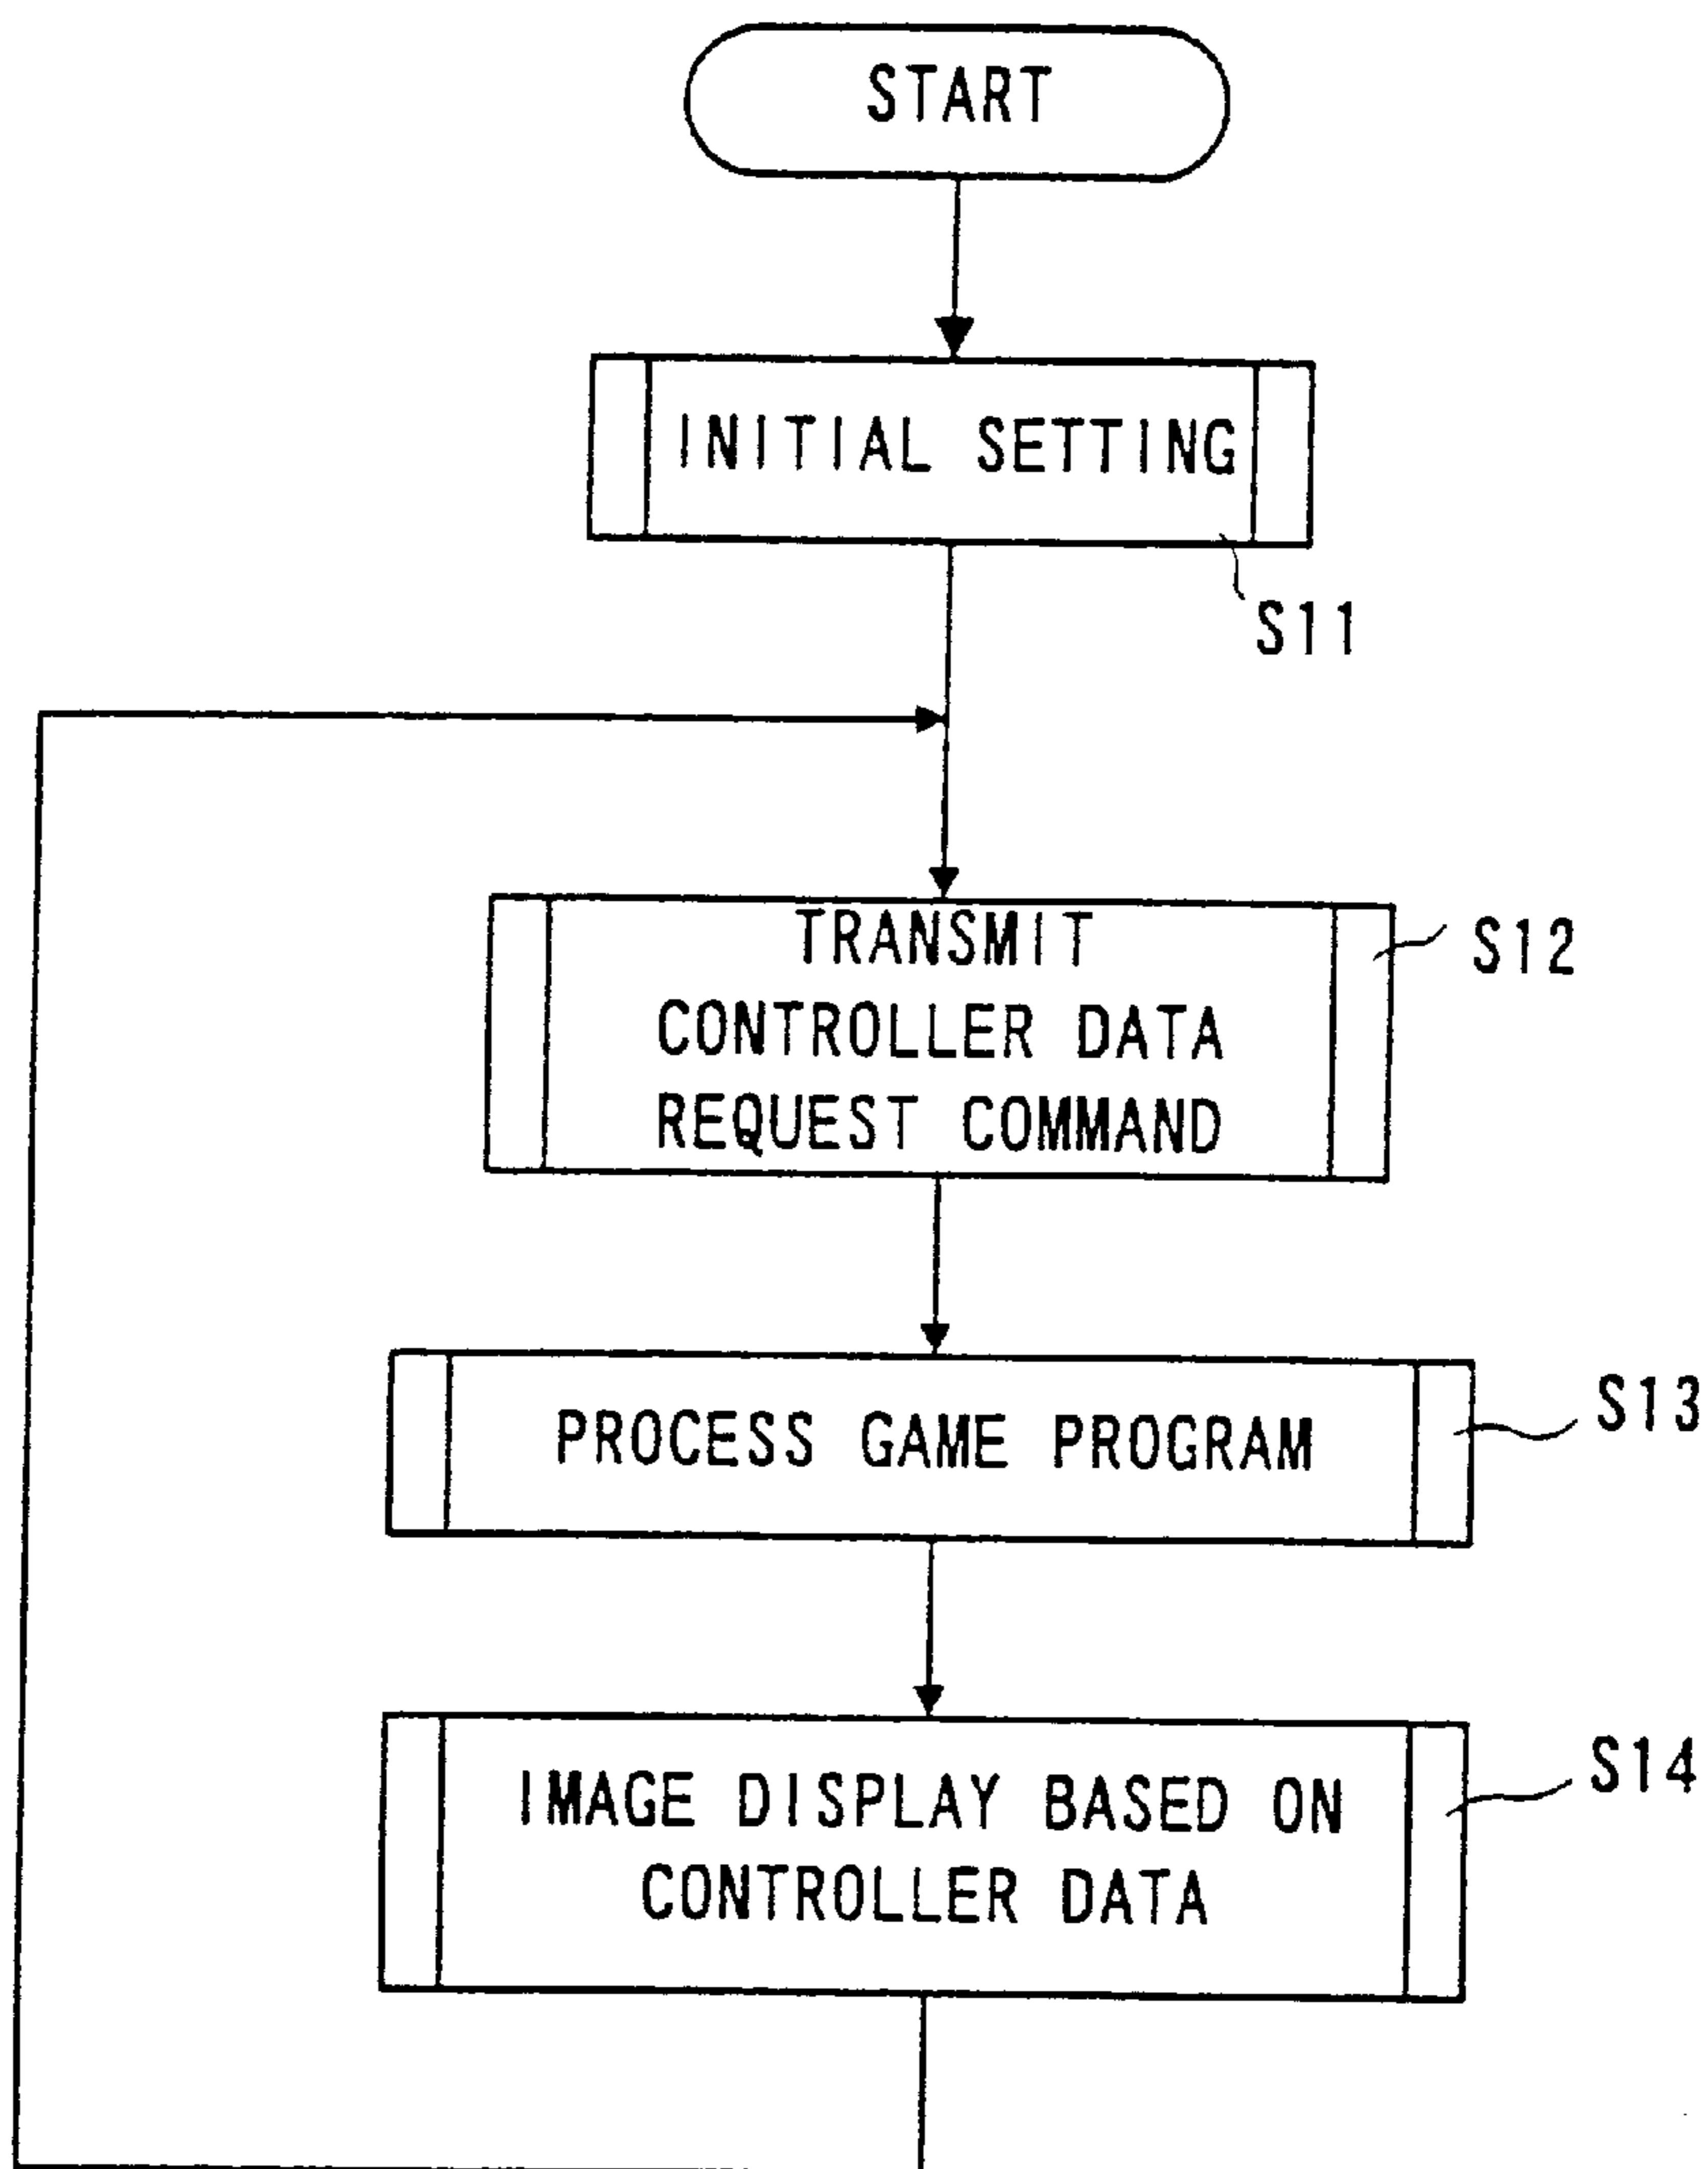 START
INITIAL SETTING
S11
TRANSMIT
CONTROLLER DATA
REQUEST COMMAND
S12
PROCESS GAME PROGRAM
S13
IMAGE DISPLAY BASED ON
CONTROLLER DATA
S14